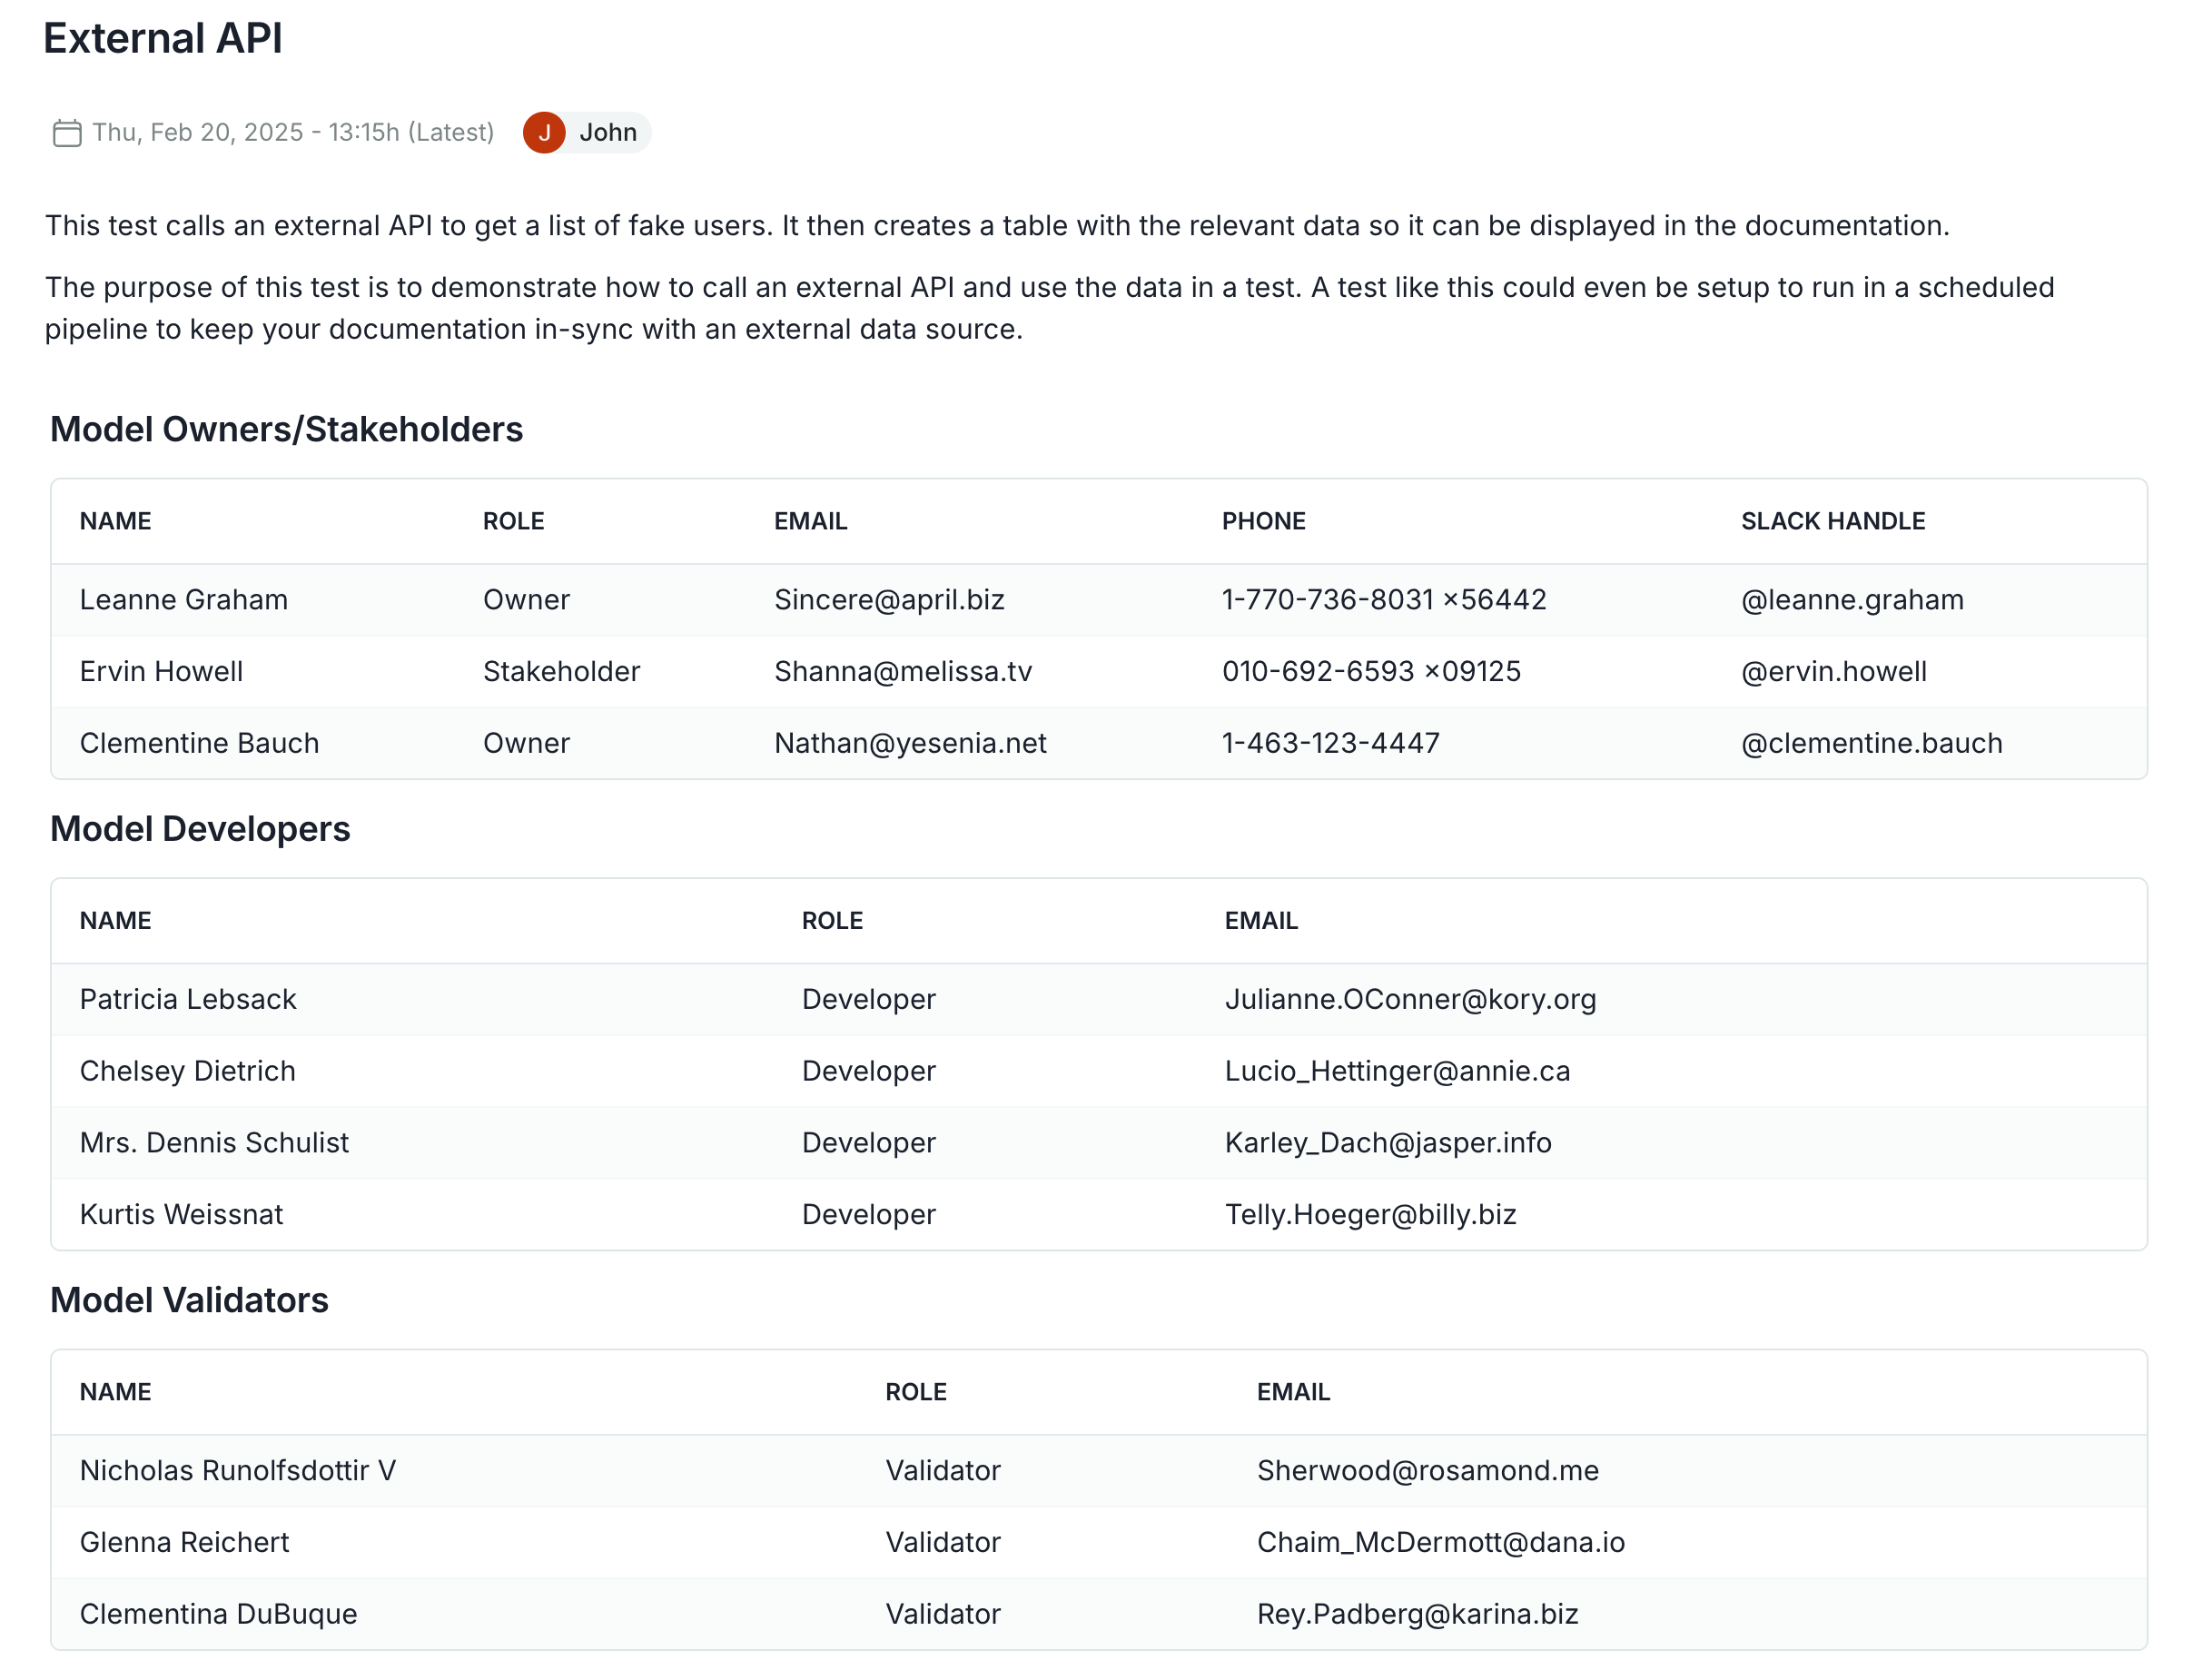 External API
Thu, Feb 20, 2025 - 13:15h (Latest) J John
This test calls an external API to get a list of fake users. It then creates a table with the relevant data so it can be displayed in the documentation.
The purpose of this test is to demonstrate how to call an external API and use the data in a test. A test like this could even be setup to run in a scheduled
pipeline to keep your documentation in-sync with an external data source.
Model Owners/Stakeholders
NAME ROLE EMAIL PHONE SLACK HANDLE
Leanne Graham Owner Sincere@april.biz 1-770-736-8031 ×56442 @leanne.graham
Ervin Howell Stakeholder Shanna@melissa.tv 010-692-6593 ×09125 @ervin.howell
Clementine Bauch Owner Nathan@yesenia.net 1-463-123-4447 @clementine.bauch
Model Developers
NAME ROLE EMAIL
Patricia Lebsack Developer Julianne.OConner@kory.org
Chelsey Dietrich Developer Lucio_Hettinger@annie.ca
Mrs. Dennis Schulist Developer Karley_Dach@jasper.info
Kurtis Weissnat Developer Telly.Hoeger@billy.biz
Model Validators
NAME ROLE EMAIL
Nicholas Runolfsdottir V Validator Sherwood@rosamond.me
Glenna Reichert Validator Chaim_McDermott@dana.io
Clementina DuBuque Validator Rey.Padberg@karina.biz